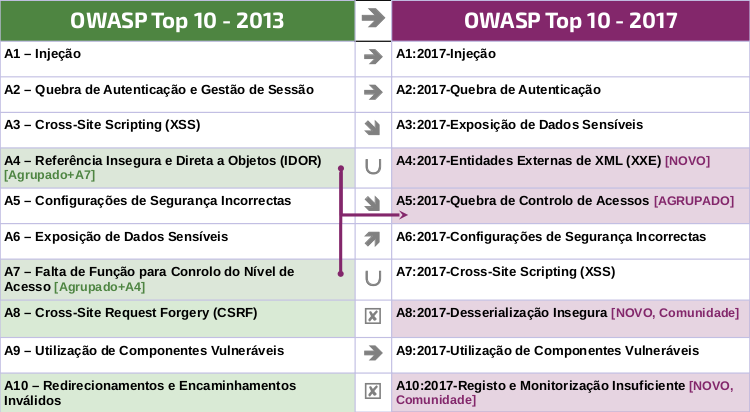 OWASP Top 10 - 2013
OWASP Top 10 - 2017
A1 – Injeção
A1:2017-Injeção
A2 – Quebra de Autenticação e Gestão de Sessão
A2:2017-Quebra de Autenticação
A3 – Cross-Site Scripting (XSS)
A3:2017-Exposição de Dados Sensíveis
A4 – Referência Insegura e Direta a Objetos (IDOR)
[Agrupado+A7]
A4:2017-Entidades Externas de XML (XXE) [NOVO]
A5 – Configurações de Segurança Incorrectas
A5:2017-Quebra de Controlo de Acessos [AGRUPADO]
A6 – Exposição de Dados Sensíveis
A6:2017-Configurações de Segurança Incorrectas
A7 – Falta de Função para Conrolo do Nível de
Acesso [Agrupado+A4]
A7:2017-Cross-Site Scripting (XSS)
A8 – Cross-Site Request Forgery (CSRF)
A8:2017-Desserialização Insegura [NOVO, Comunidade]
A9 – Utilização de Componentes Vulneráveis
A9:2017-Utilização de Componentes Vulneráveis
A10 – Redirecionamentos e Encaminhamentos
Inválidos
A10:2017-Registo e Monitorização Insuficiente [NOVO,
Comunidade]